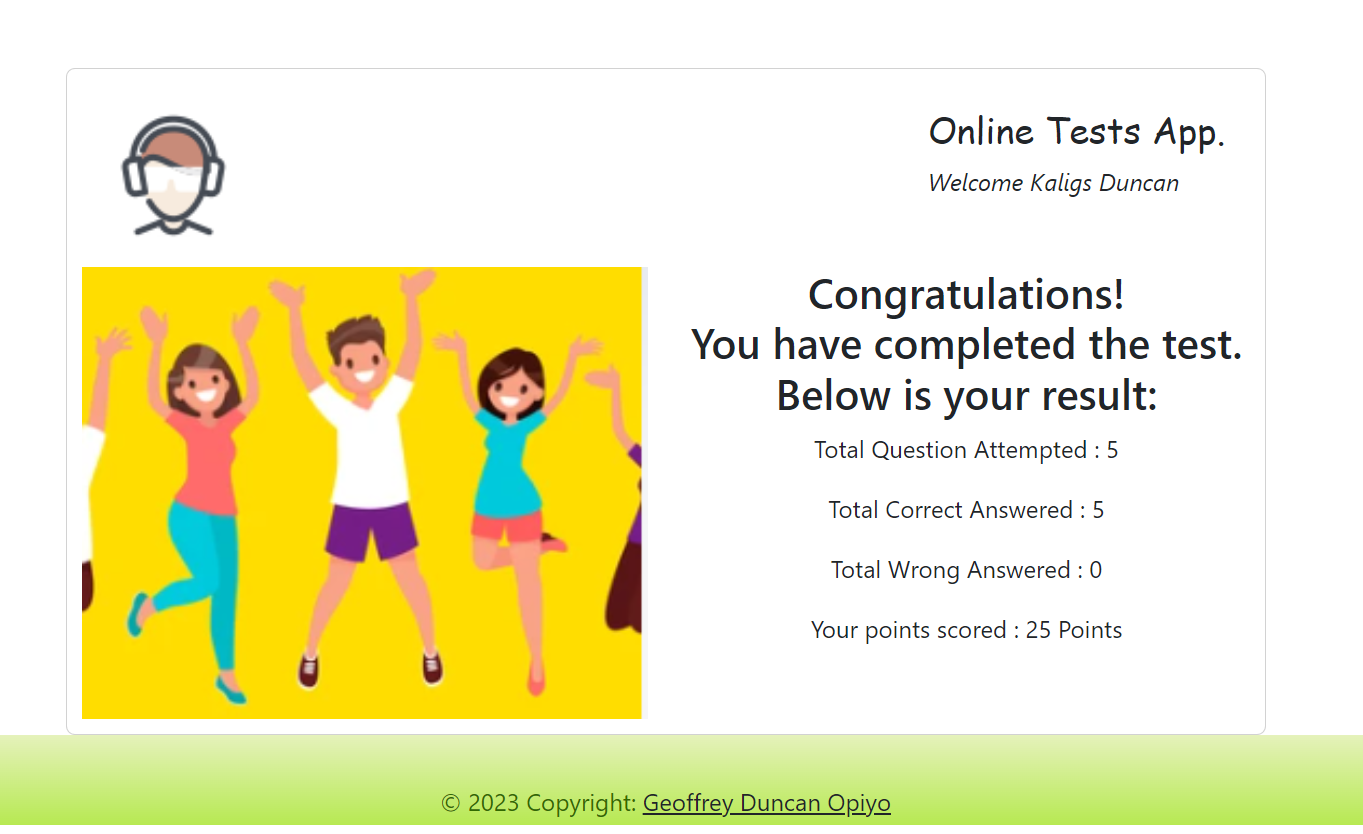 Online Tests App.
Welcome Kaligs Duncan
Congratulations!
You have completed the test.
Below is your result:
Total Question Attempted : 5
Total Correct Answered : 5
Total Wrong Answered : 0
Your points scored : 25 Points
© 2023 Copyright: Geoffrey Duncan Opiyo